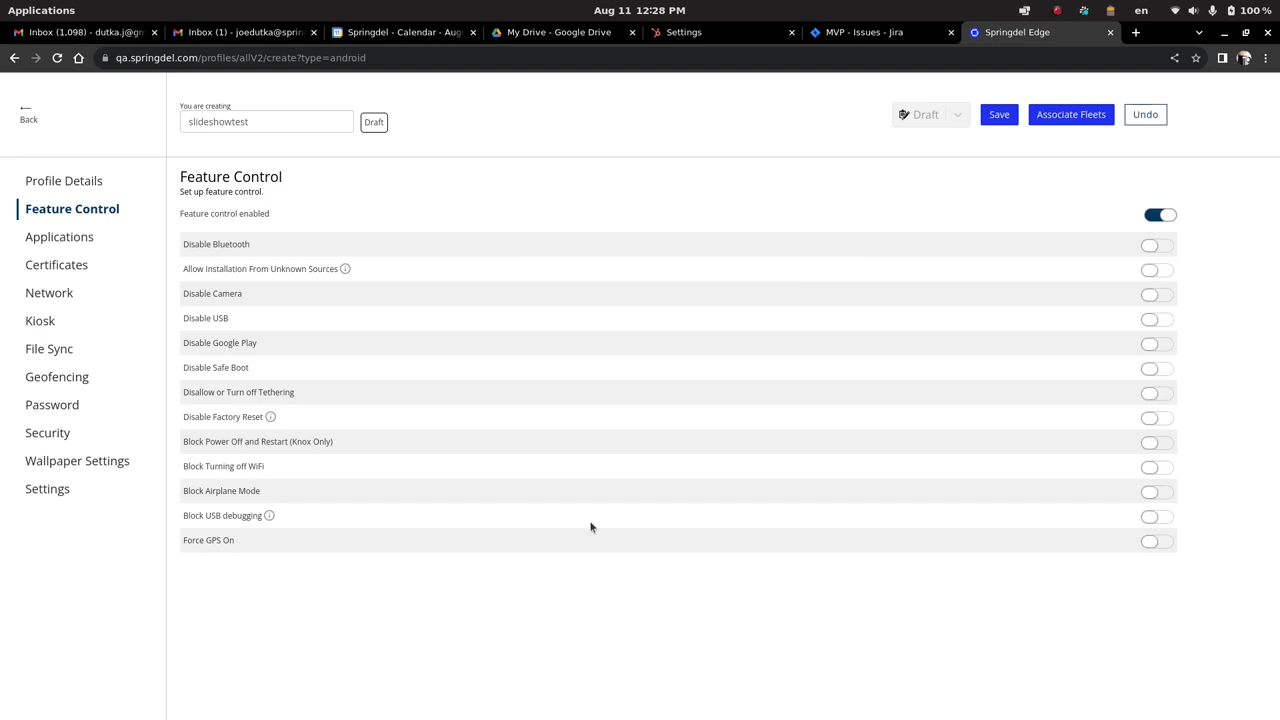 Applications
Aug 11 12:28 PM
en
100 %
Inbox (1,098) - dutka.j@gm
Inbox (1) - joedutka@sprin
Springdel - Calendar - Aug
My Drive - Google Drive
Settings
MVP - Issues - Jira
Springdel Edge
qa.springdel.com/profiles/allV2/create?type=android
Back
You are creating
slideshowtest
Draft
Draft
Save
Associate Fleets
Undo
Profile Details
Feature Control
Applications
Certificates
Network
Kiosk
File Sync
Geofencing
Password
Security
Wallpaper Settings
Settings
Feature Control
Set up feature control.
Feature control enabled
Disable Bluetooth
Allow Installation From Unknown Sources
Disable Camera
Disable USB
Disable Google Play
Disable Safe Boot
Disallow or Turn off Tethering
Disable Factory Reset
Block Power Off and Restart (Knox Only)
Block Turning off WiFi
Block Airplane Mode
Block USB debugging
Force GPS On